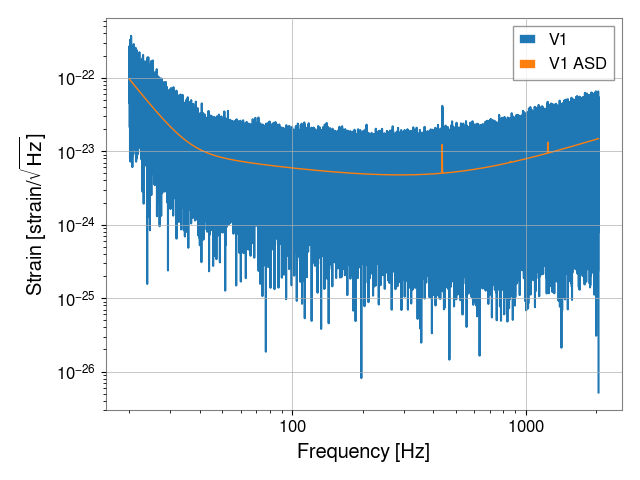 V1
V1 ASD
10⁻²²
10⁻²³
10⁻²⁴
10⁻²⁵
10⁻²⁶
Strain [strain/√Hz]
100
1000
Frequency [Hz]